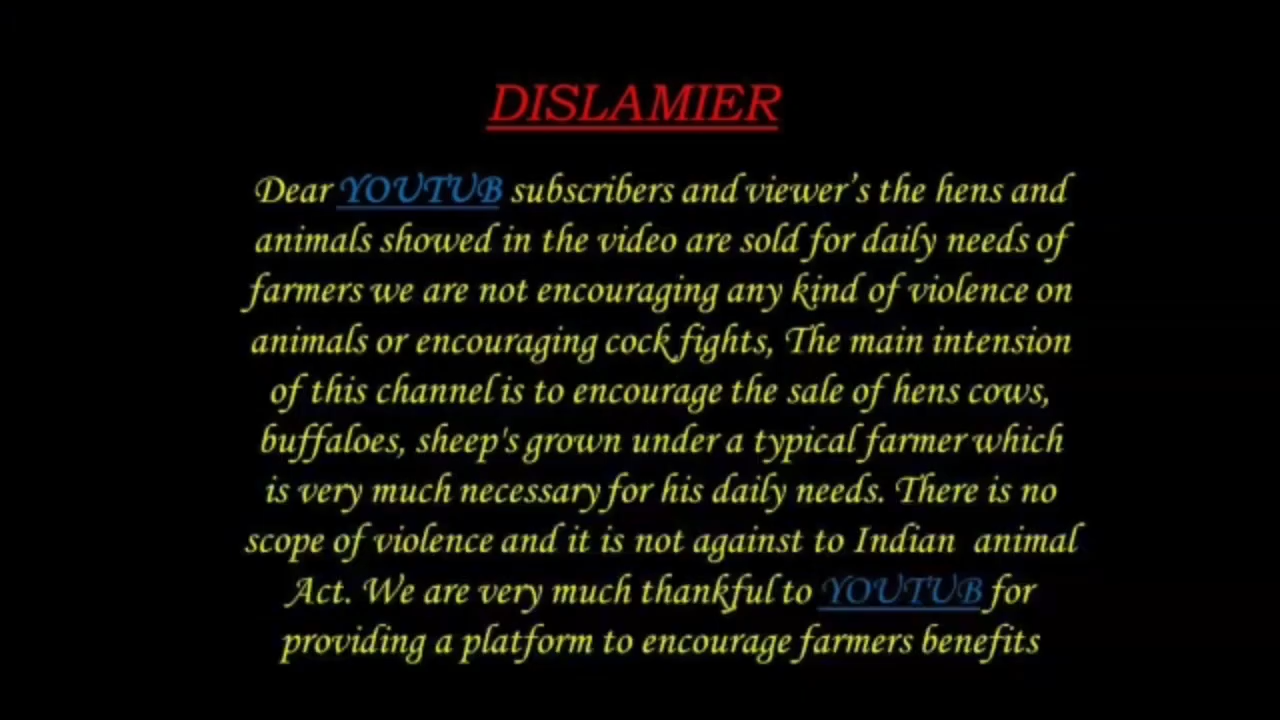 DISLAMIER
Dear YOUTUB subscribers and viewer's the hens and
animals showed in the video are sold for daily needs of
farmers we are not encouraging any kind of violence on
animals or encouraging cock fights, The main intension
of this channel is to encourage the sale of hens cows,
buffaloes, sheep's grown under a typical farmer which
is very much necessary for his daily needs. There is no
scope of violence and it is not against to Indian animal
Act. We are very much thankful to YOUTUB for
providing a platform to encourage farmers benefits